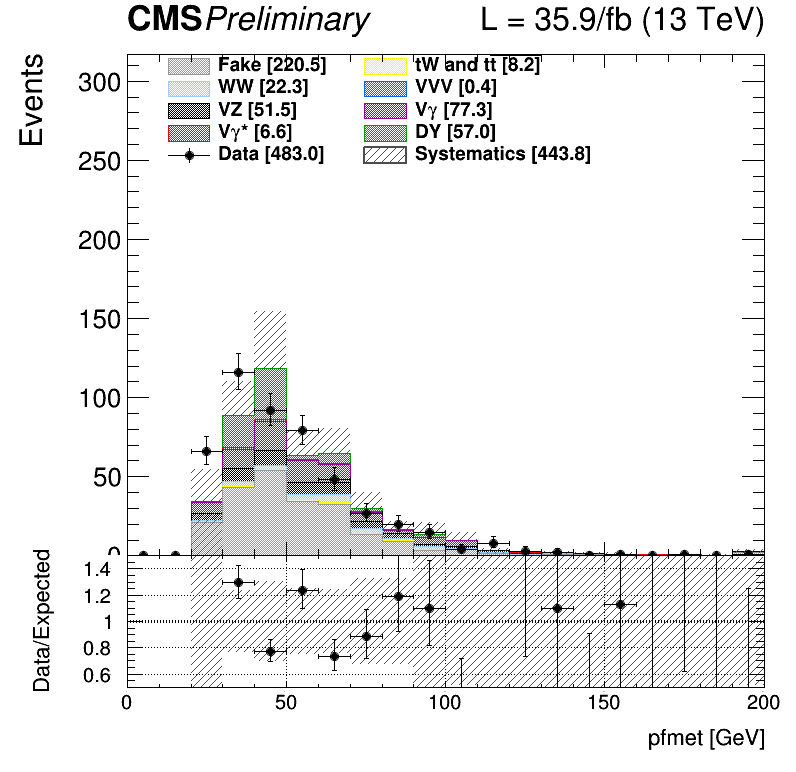 CMS Preliminary L = 35.9/fb (13 TeV)
Events
Fake [220.5] tW and tt [8.2]
WW [22.3] VVV [0.4]
VZ [51.5] Vγ [77.3]
Vγ* [6.6] DY [57.0]
Data [483.0] Systematics [443.8]
300
250
200
150
100
50
0
Data/Expected
1.4
1.2
1
0.8
0.6
0 50 100 150 200
pfmet [GeV]